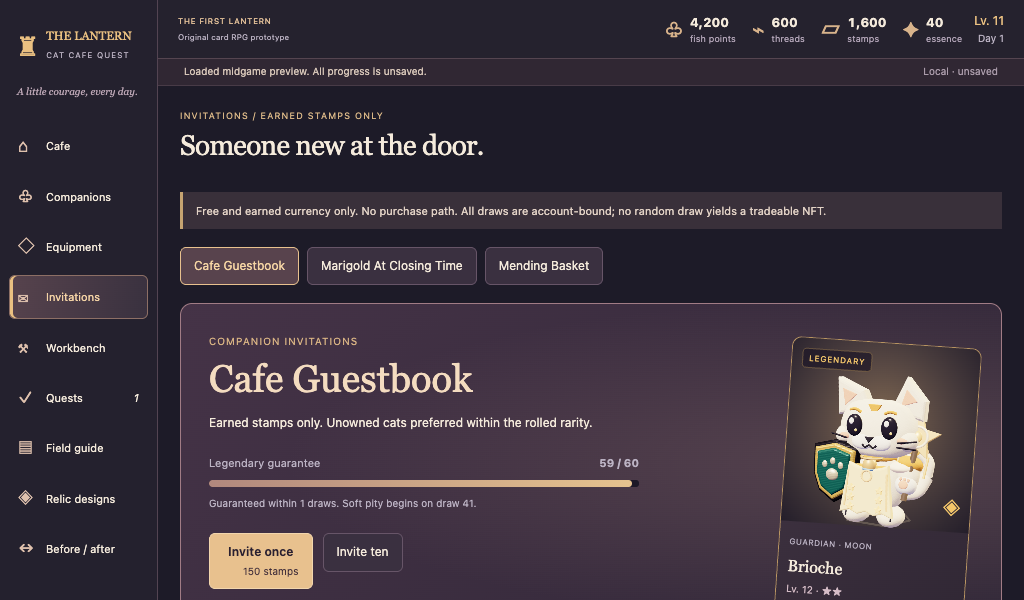 THE LANTERN
CAT CAFE QUEST
A little courage, every day.
Cafe
Companions
Equipment
Invitations
Workbench
Quests 1
Field guide
Relic designs
Before / after
THE FIRST LANTERN
Original card RPG prototype
4,200
fish points
600
threads
1,600
stamps
40
essence
Lv. 11
Day 1
Loaded midgame preview. All progress is unsaved.
Local · unsaved
INVITATIONS / EARNED STAMPS ONLY
Someone new at the door.
Free and earned currency only. No purchase path. All draws are account-bound; no random draw yields a tradeable NFT.
Cafe Guestbook
Marigold At Closing Time
Mending Basket
COMPANION INVITATIONS
Cafe Guestbook
Earned stamps only. Unowned cats preferred within the rolled rarity.
Legendary guarantee 59 / 60
Guaranteed within 1 draws. Soft pity begins on draw 41.
Invite once
150 stamps
Invite ten
LEGENDARY
GUARDIAN · MOON
Brioche
Lv. 12 · ★★